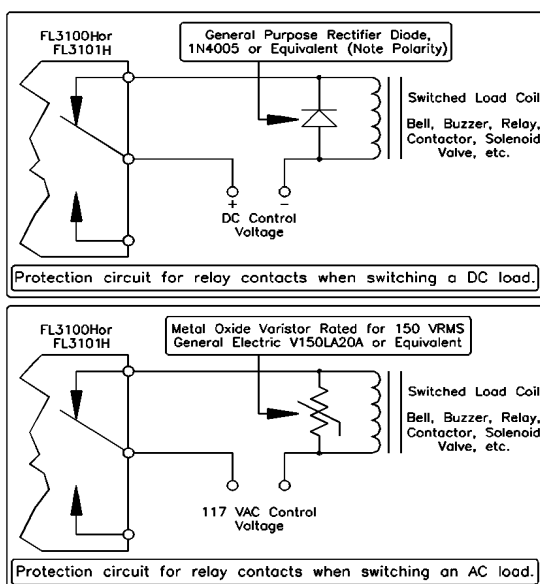 FL3100Hor
FL3101H
General Purpose Rectifier Diode,
1N4005 or Equivalent (Note Polarity)
Switched Load Coil
Bell, Buzzer, Relay,
Contactor, Solenoid
Valve, etc.
+ −
DC Control
Voltage
Protection circuit for relay contacts when switching a DC load.
FL3100Hor
FL3101H
Metal Oxide Varistor Rated for 150 VRMS
General Electric V150LA20A or Equivalent
Switched Load Coil
Bell, Buzzer, Relay,
Contactor, Solenoid
Valve, etc.
117 VAC Control
Voltage
Protection circuit for relay contacts when switching an AC load.